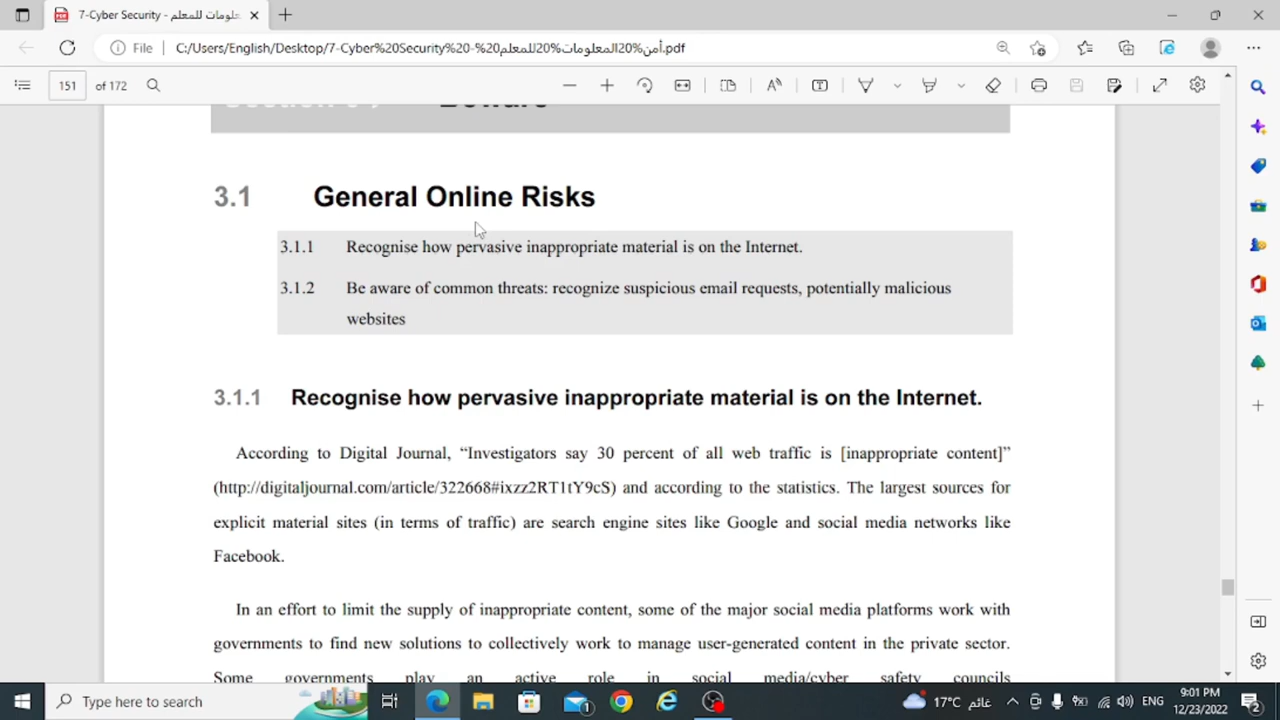 7-Cyber Security - معلومات للمعلم
File
C:/Users/English/Desktop/7-Cyber%20Security%20-%20أمن%20المعلومات%20للمعلم.pdf
151 of 172
3.1 General Online Risks
3.1.1 Recognise how pervasive inappropriate material is on the Internet.
3.1.2 Be aware of common threats: recognize suspicious email requests, potentially malicious
websites
3.1.1 Recognise how pervasive inappropriate material is on the Internet.
According to Digital Journal, “Investigators say 30 percent of all web traffic is [inappropriate content]”
(http://digitaljournal.com/article/322668#ixzz2RT1tY9cS) and according to the statistics. The largest sources for
explicit material sites (in terms of traffic) are search engine sites like Google and social media networks like
Facebook.
In an effort to limit the supply of inappropriate content, some of the major social media platforms work with
governments to find new solutions to collectively work to manage user-generated content in the private sector.
Some governments play an active role in social media/cyber safety councils
Type here to search
1
17°C غائم
ENG
9:01 PM
12/23/2022
2